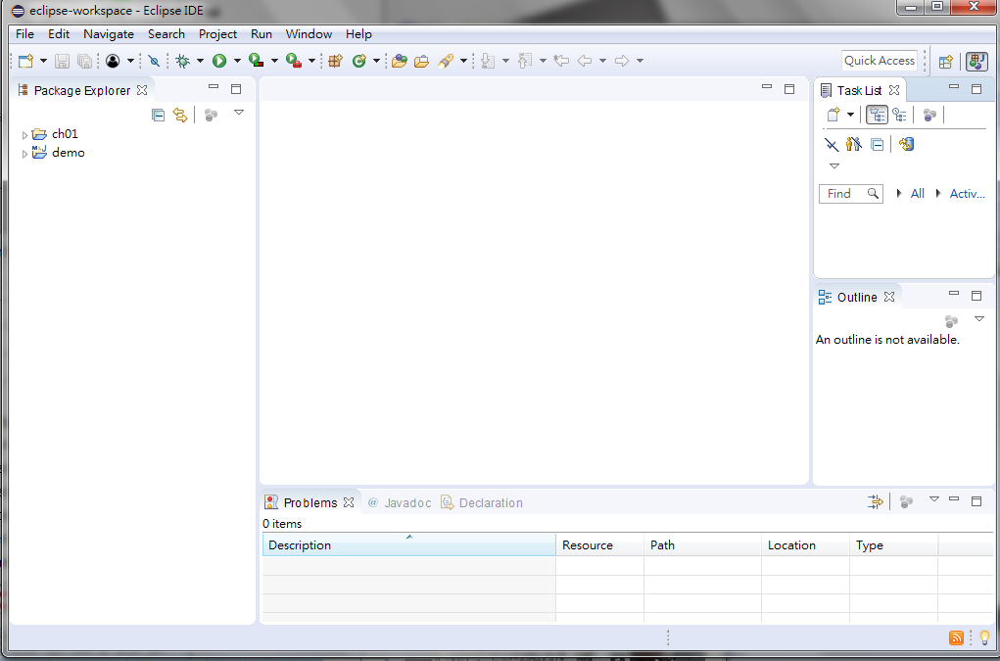 eclipse-workspace - Eclipse IDE
File Edit Navigate Search Project Run Window Help
Quick Access
Package Explorer
ch01
demo
Task List
Find All Activ...
Outline
An outline is not available.
Problems @ Javadoc Declaration
0 items
Description Resource Path Location Type